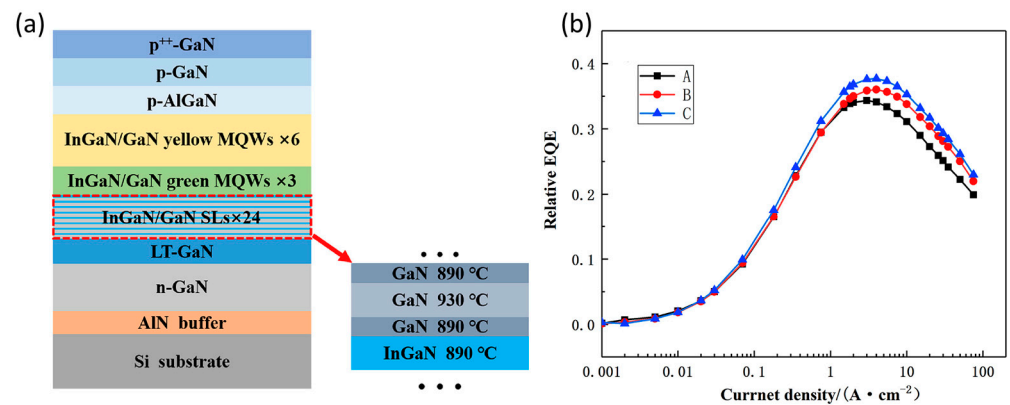 (a)
p++-GaN
p-GaN
p-AlGaN
InGaN/GaN yellow MQWs ×6
InGaN/GaN green MQWs ×3
InGaN/GaN SLs×24
LT-GaN
n-GaN
AlN buffer
Si substrate
• • •
GaN 890 ℃
GaN 930 ℃
GaN 890 ℃
InGaN 890 ℃
• • •
(b)
Relative EQE
0.4
0.3
0.2
0.1
0.0
A
B
C
0.001 0.01 0.1 1 10 100
Currnet density/(A·cm⁻²)